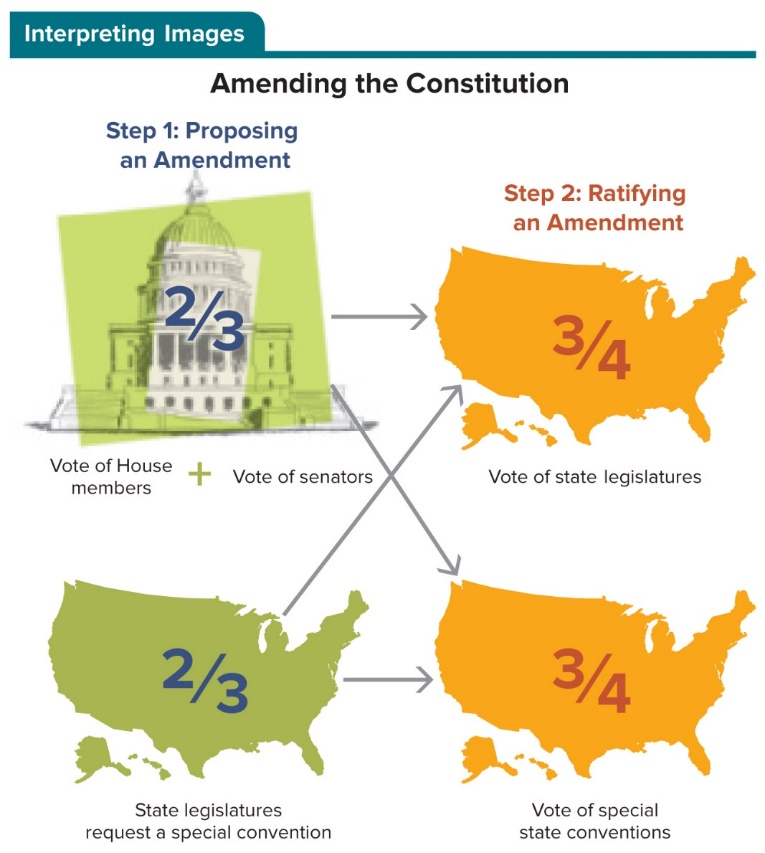 Interpreting Images
Amending the Constitution
Step 1: Proposing
an Amendment
2/3
Vote of House
members
+
Vote of senators
Step 2: Ratifying
an Amendment
3/4
Vote of state legislatures
2/3
State legislatures
request a special convention
3/4
Vote of special
state conventions